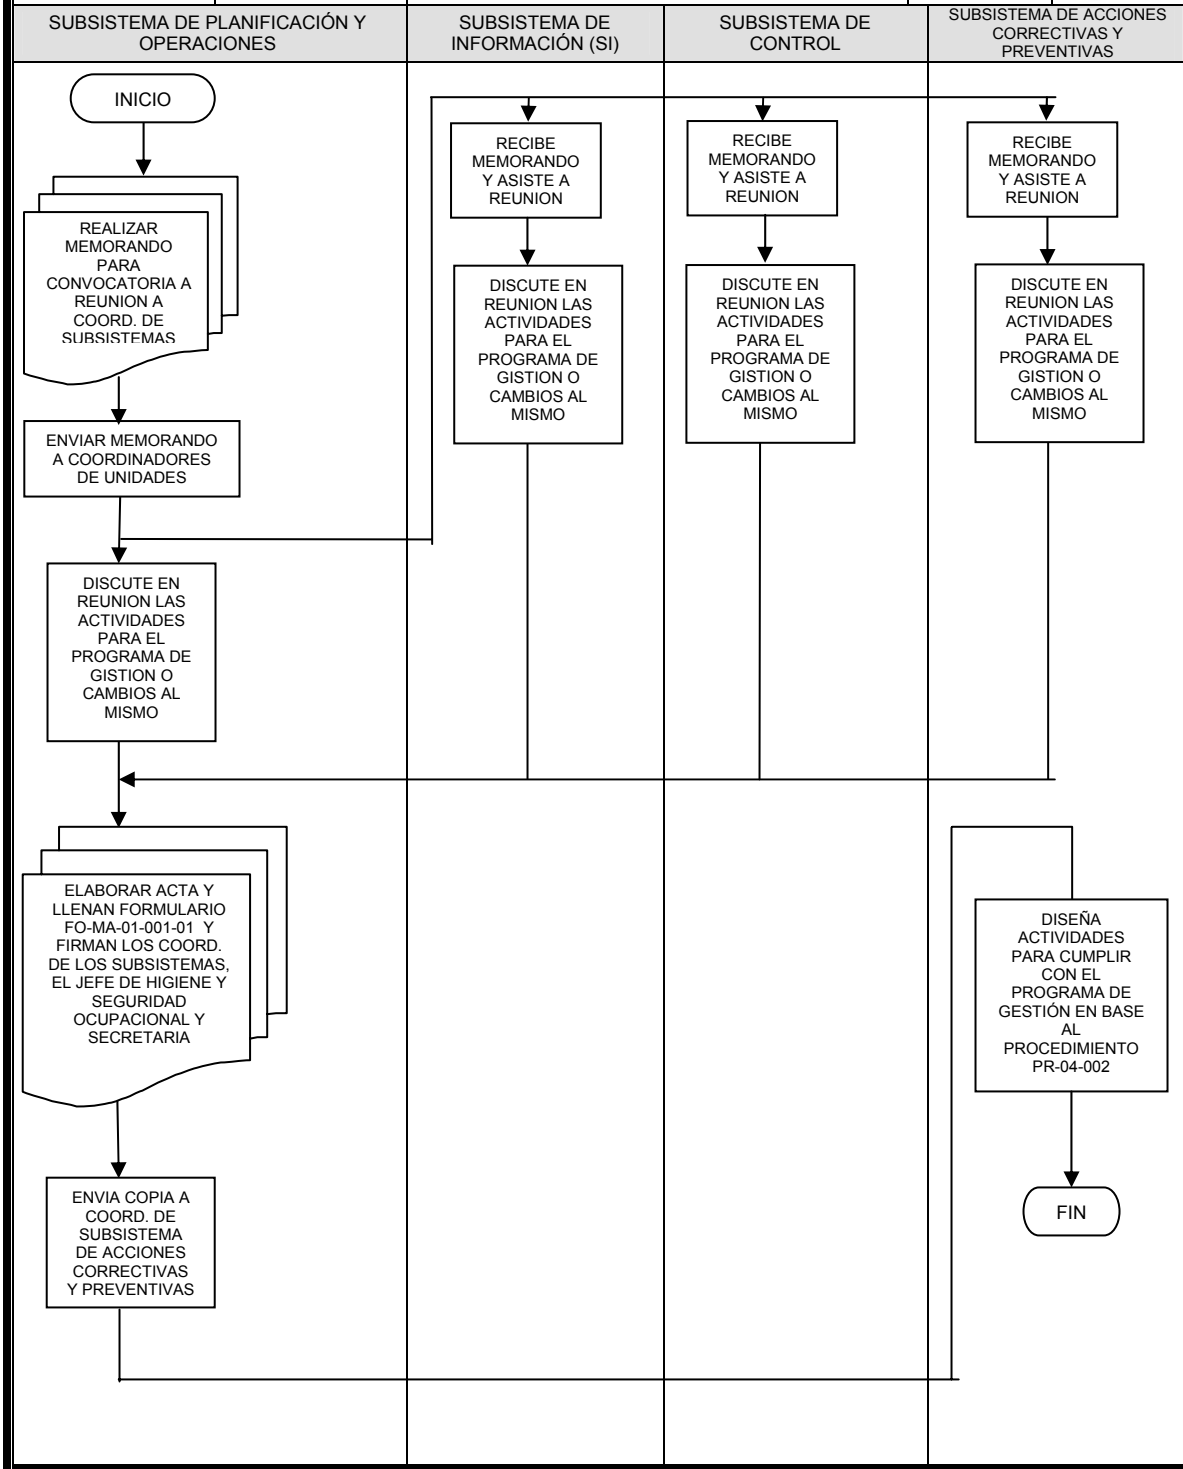 SUBSISTEMA DE PLANIFICACIÓN Y
OPERACIONES
SUBSISTEMA DE
INFORMACIÓN (SI)
SUBSISTEMA DE
CONTROL
SUBSISTEMA DE ACCIONES
CORRECTIVAS Y
PREVENTIVAS
INICIO
REALIZAR
MEMORANDO
PARA
CONVOCATORIA A
REUNION A
COORD. DE
SUBSISTEMAS
ENVIAR MEMORANDO
A COORDINADORES
DE UNIDADES
DISCUTE EN
REUNION LAS
ACTIVIDADES
PARA EL
PROGRAMA DE
GISTION O
CAMBIOS AL
MISMO
ELABORAR ACTA Y
LLENAN FORMULARIO
FO-MA-01-001-01 Y
FIRMAN LOS COORD.
DE LOS SUBSISTEMAS,
EL JEFE DE HIGIENE Y
SEGURIDAD
OCUPACIONAL Y
SECRETARIA
ENVIA COPIA A
COORD. DE
SUBSISTEMA
DE ACCIONES
CORRECTIVAS
Y PREVENTIVAS
RECIBE
MEMORANDO
Y ASISTE A
REUNION
DISCUTE EN
REUNION LAS
ACTIVIDADES
PARA EL
PROGRAMA DE
GISTION O
CAMBIOS AL
MISMO
RECIBE
MEMORANDO
Y ASISTE A
REUNION
DISCUTE EN
REUNION LAS
ACTIVIDADES
PARA EL
PROGRAMA DE
GISTION O
CAMBIOS AL
MISMO
RECIBE
MEMORANDO
Y ASISTE A
REUNION
DISCUTE EN
REUNION LAS
ACTIVIDADES
PARA EL
PROGRAMA DE
GISTION O
CAMBIOS AL
MISMO
DISEÑA
ACTIVIDADES
PARA CUMPLIR
CON EL
PROGRAMA DE
GESTIÓN EN BASE
AL
PROCEDIMIENTO
PR-04-002
FIN